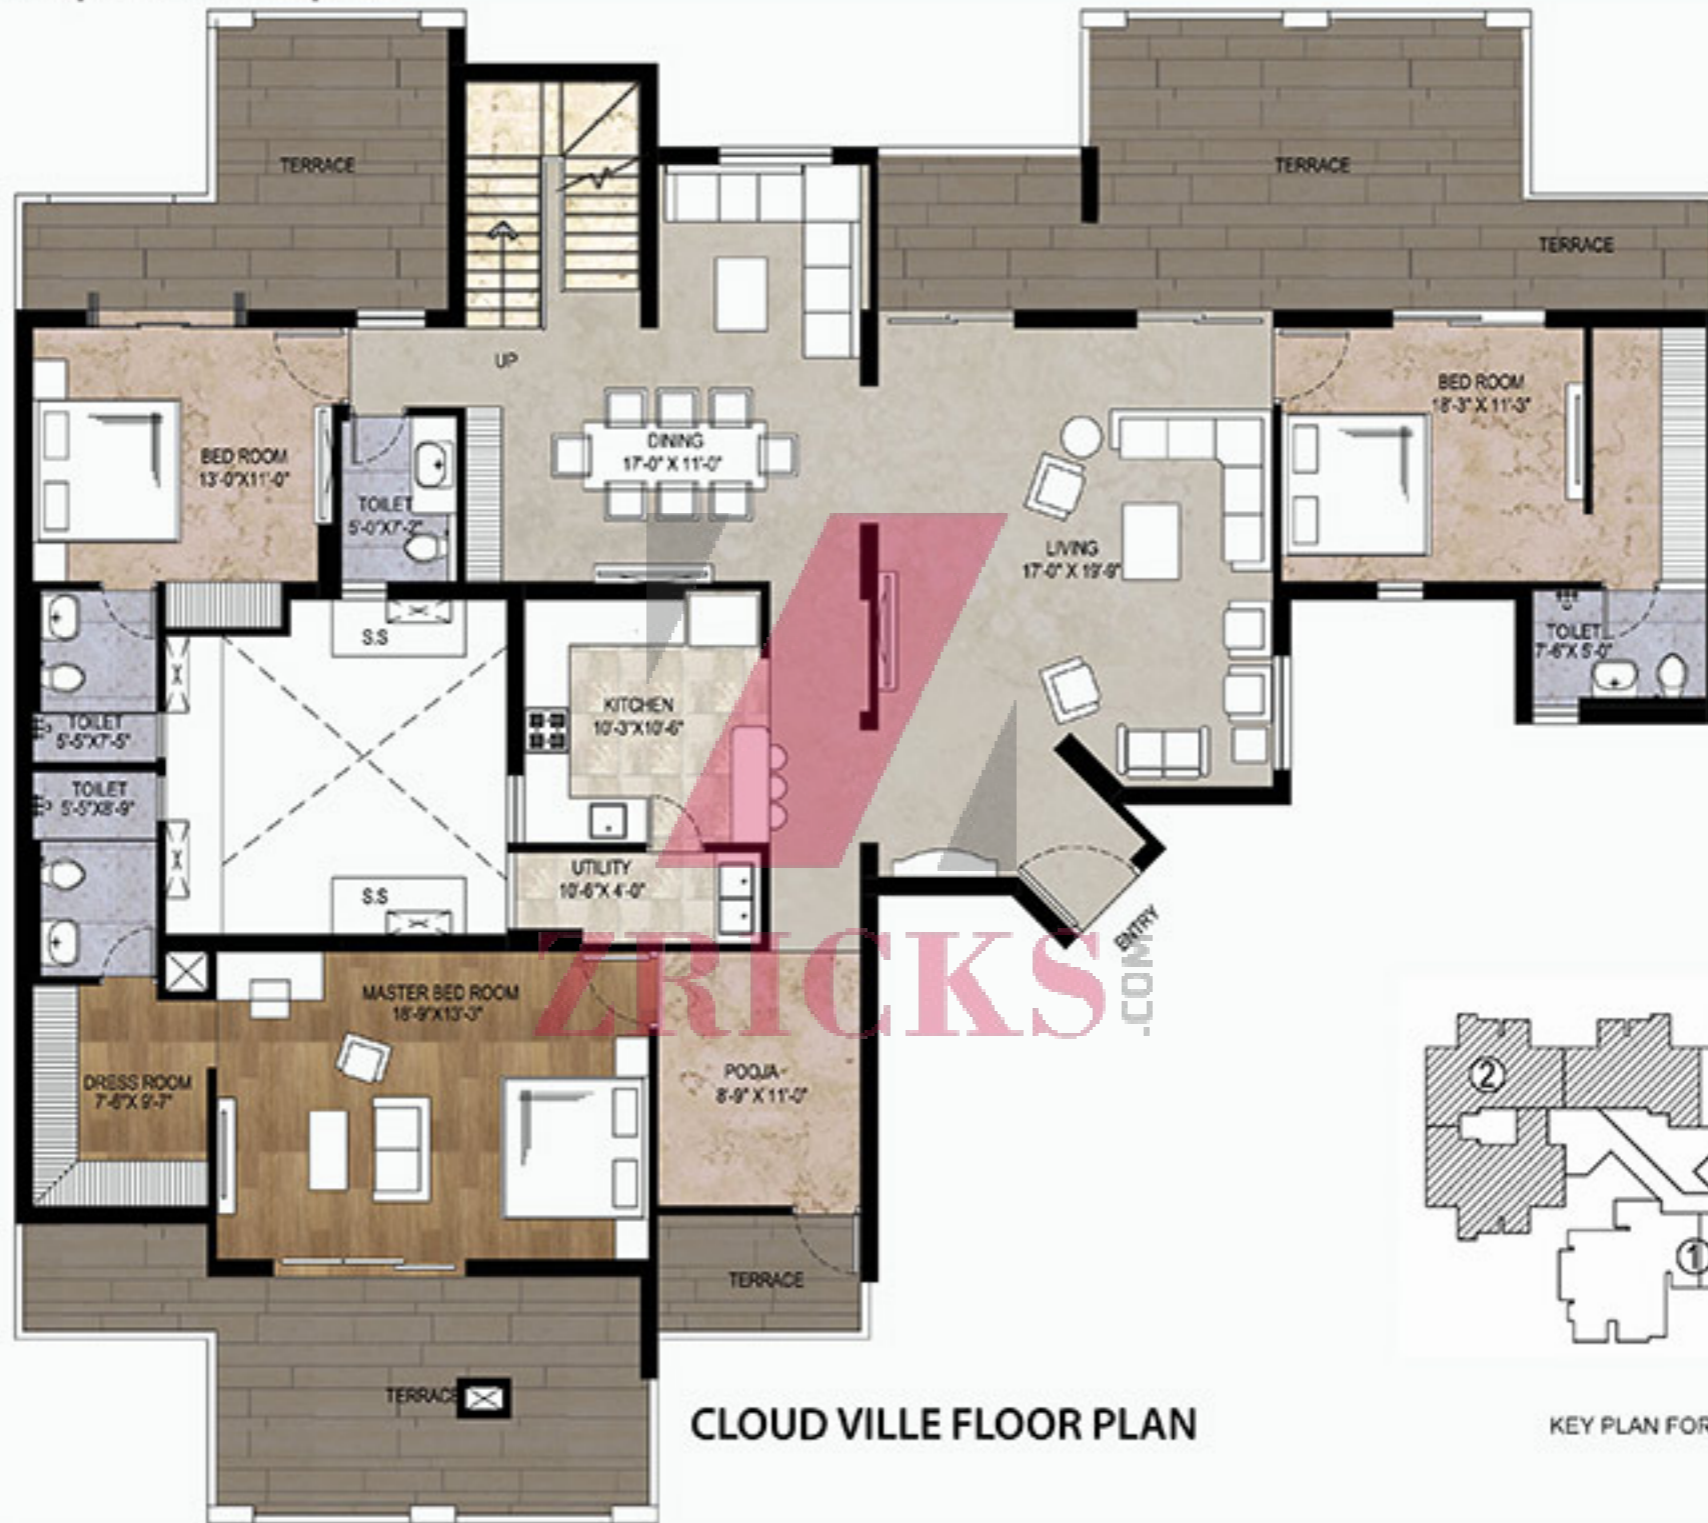 TERRACE
TERRACE
TERRACE
UP
BED ROOM
18'-3" X 11'-3"
DINING
17'-0" X 11'-0"
BED ROOM
13'-0"X11'-0"
TOILET
5'-0"X7'-2"
LIVING
17'-0" X 19'-9"
S.S
TOILET
7'-6"X 5'-0"
KITCHEN
10'-3"X10'-6"
TOILET
5'-5"X7'-5"
TOILET
5'-5"X8'-9"
UTILITY
10'-6"X 4'-0"
S.S
ENTRY
ZRICKS
.COM
MASTER BED ROOM
18'-9"X13'-3"
DRESS ROOM
7'-6"X 9'-7"
POOJA
8'-9" X 11'-0"
2
1
TERRACE
TERRACE
CLOUD VILLE FLOOR PLAN
KEY PLAN FOR